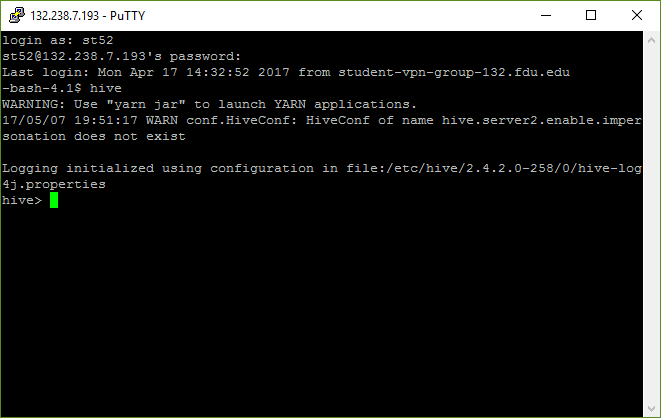 132.238.7.193 - PuTTY
login as: st52
st52@132.238.7.193's password:
Last login: Mon Apr 17 14:32:52 2017 from student-vpn-group-132.fdu.edu
-bash-4.1$ hive
WARNING: Use "yarn jar" to launch YARN applications.
17/05/07 19:51:17 WARN conf.HiveConf: HiveConf of name hive.server2.enable.imper
sonation does not exist
Logging initialized using configuration in file:/etc/hive/2.4.2.0-258/0/hive-log
4j.properties
hive>